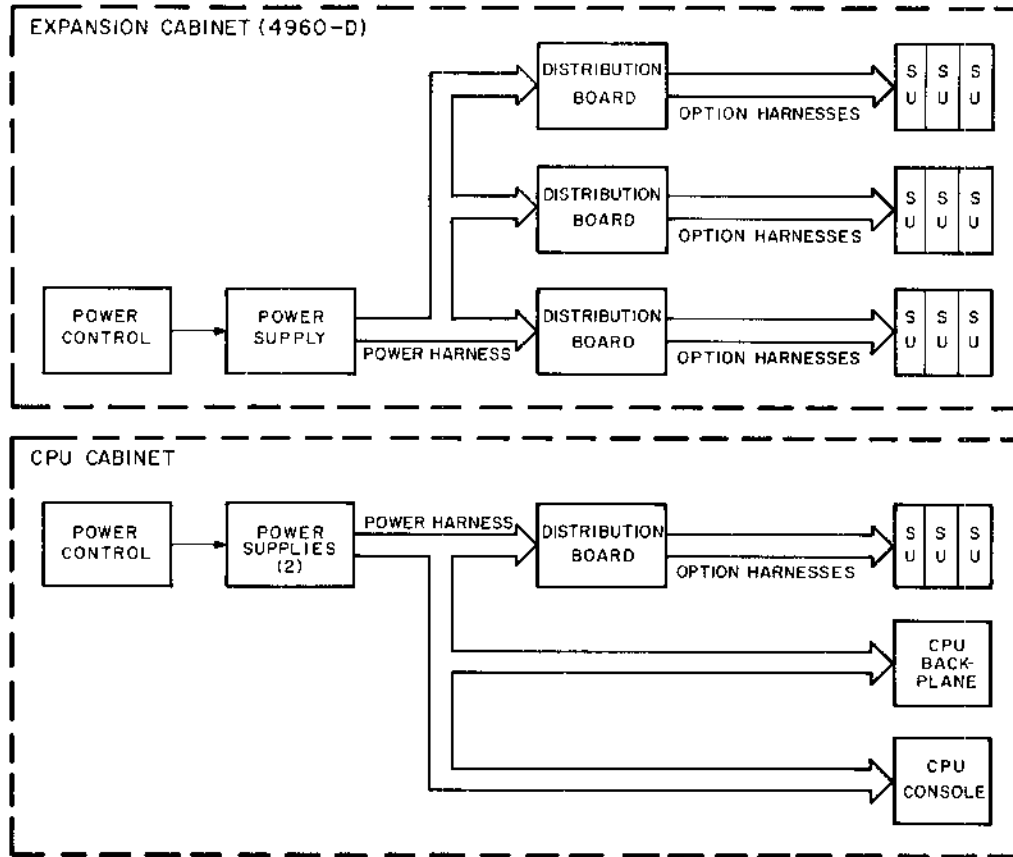 EXPANSION CABINET (4960-D)
DISTRIBUTION
BOARD
OPTION HARNESSES
S S S
U U U
DISTRIBUTION
BOARD
OPTION HARNESSES
S S S
U U U
POWER
CONTROL
POWER
SUPPLY
POWER HARNESS
DISTRIBUTION
BOARD
OPTION HARNESSES
S S S
U U U
CPU CABINET
POWER
CONTROL
POWER
SUPPLIES
(2)
POWER HARNESS
DISTRIBUTION
BOARD
OPTION HARNESSES
S S S
U U U
CPU
BACK-
PLANE
CPU
CONSOLE